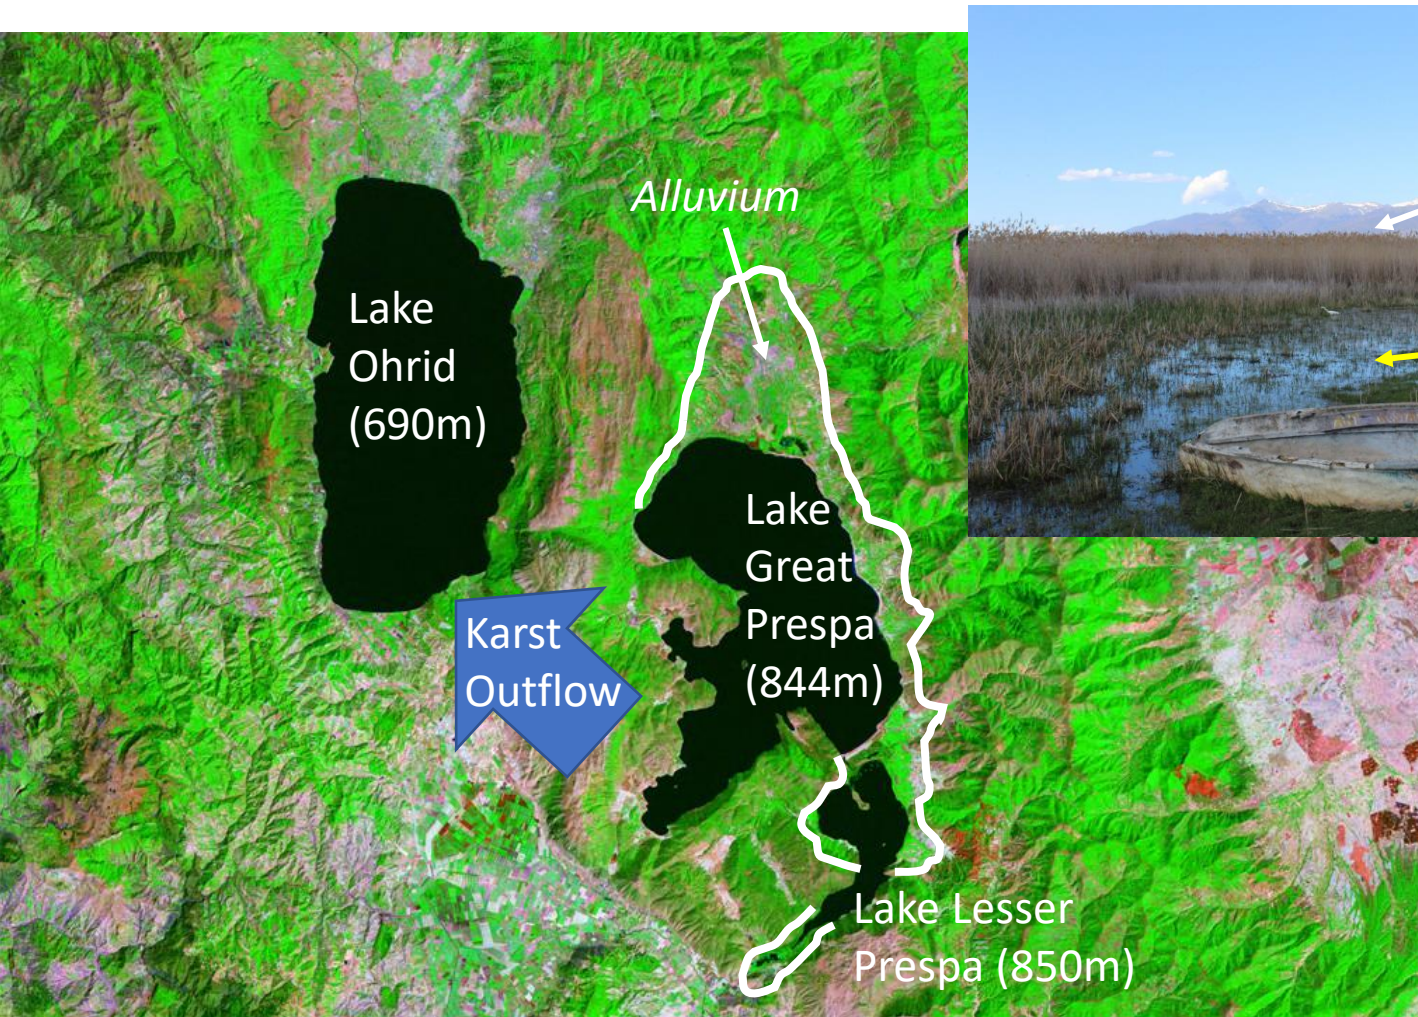 Alluvium
Lake
Ohrid
(690m)
Lake
Great
Prespa
(844m)
Karst
Outflow
Lake Lesser
Prespa (850m)